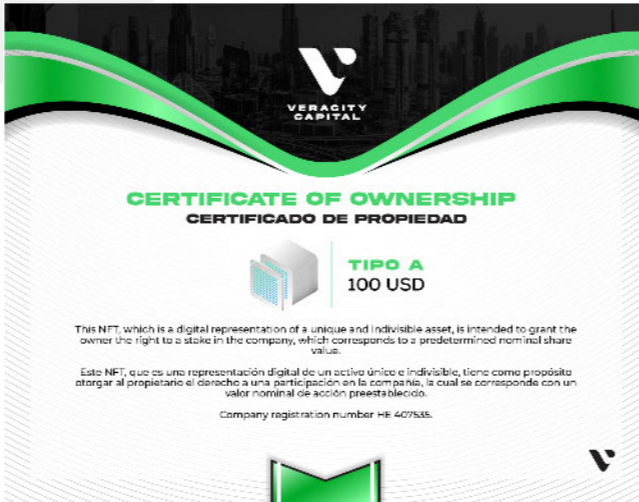 VERACITY
CAPITAL
CERTIFICATE OF OWNERSHIP
CERTIFICADO DE PROPIEDAD
TIPO A
100 USD
This NFT, which is a digital representation of a unique and indivisible asset, is intended to grant the
owner the right to a stake in the company, which corresponds to a predetermined nominal share
value.
Este NFT, que es una representación digital de un activo único e indivisible, tiene como propósito
otorgar al propietario el derecho a una participación en la compañía, la cual se corresponde con un
valor nominal de acción preestablecido.
Company registration number HE 407535.